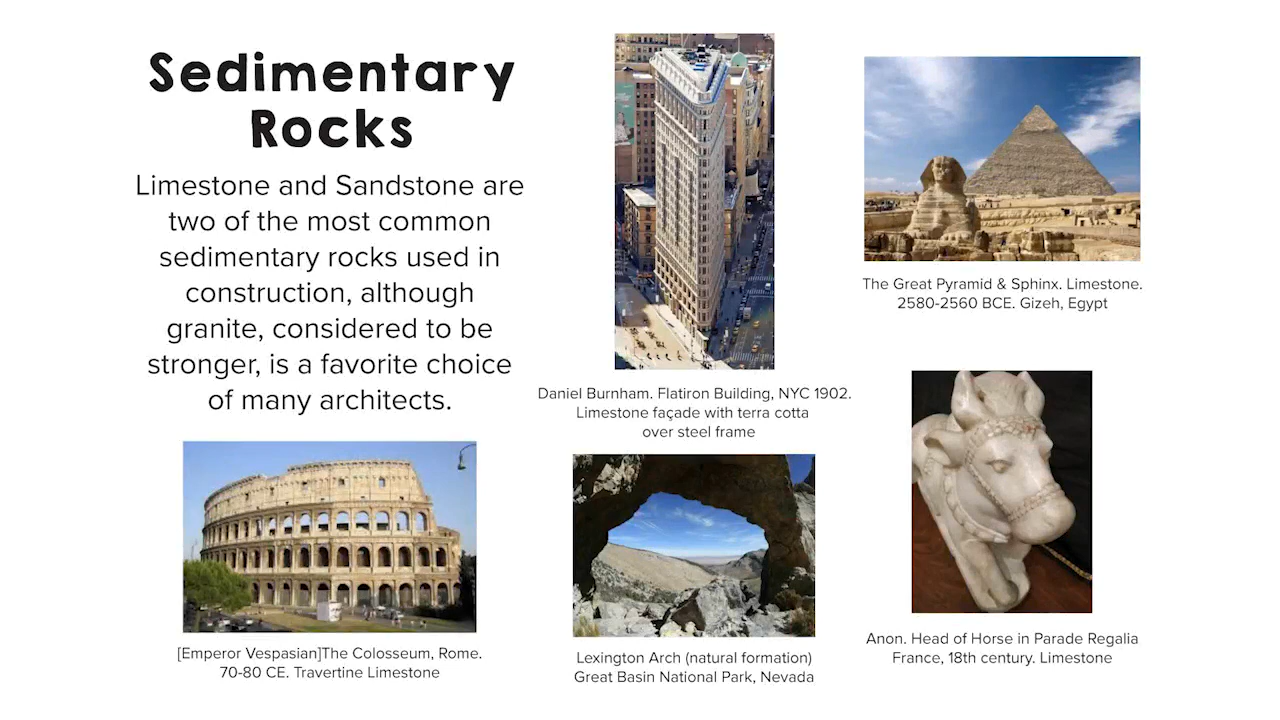 Sedimentary
Rocks
Limestone and Sandstone are
two of the most common
sedimentary rocks used in
construction, although
granite, considered to be
stronger, is a favorite choice
of many architects.
[Emperor Vespasian]The Colosseum, Rome.
70-80 CE. Travertine Limestone
Daniel Burnham. Flatiron Building, NYC 1902.
Limestone façade with terra cotta
over steel frame
Lexington Arch (natural formation)
Great Basin National Park, Nevada
The Great Pyramid & Sphinx. Limestone.
2580-2560 BCE. Gizeh, Egypt
Anon. Head of Horse in Parade Regalia
France, 18th century. Limestone